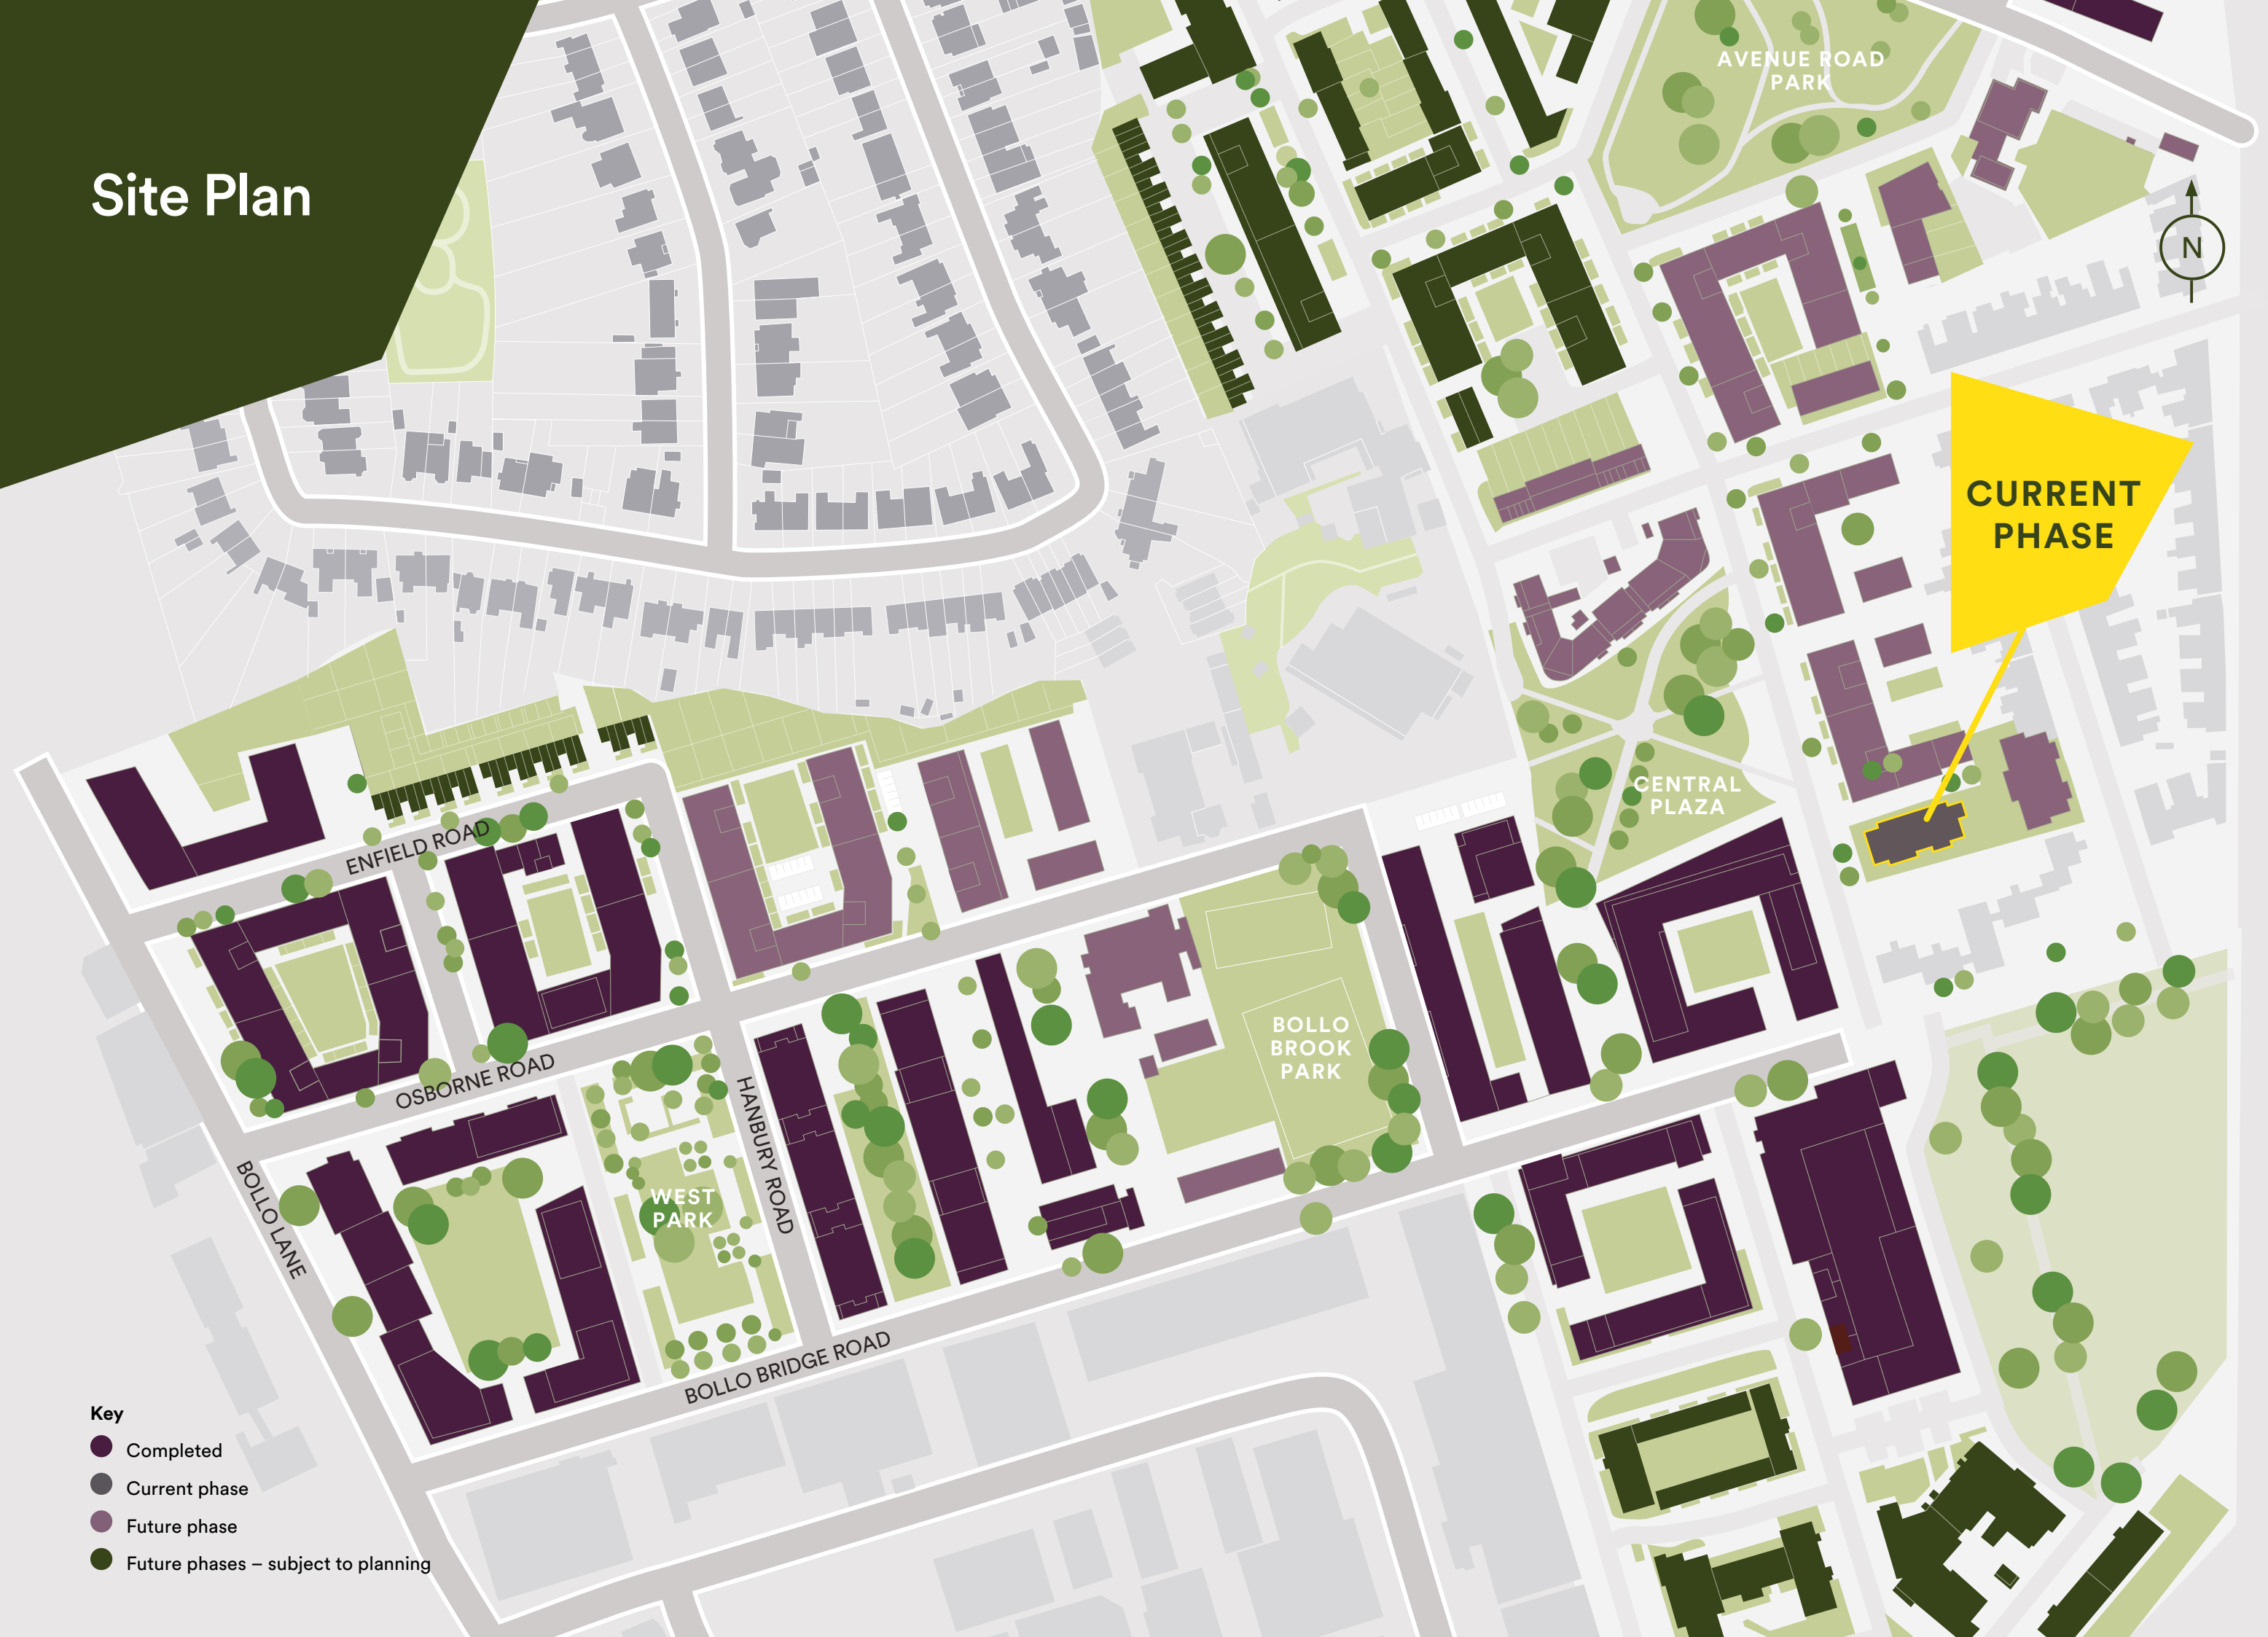 Site Plan
AVENUE ROAD
PARK
N
CURRENT
PHASE
CENTRAL
PLAZA
ENFIELD ROAD
BOLLO
BROOK
PARK
OSBORNE ROAD
HANBURY ROAD
WEST
PARK
BOLLO LANE
BOLLO BRIDGE ROAD
Key
Completed
Current phase
Future phase
Future phases – subject to planning